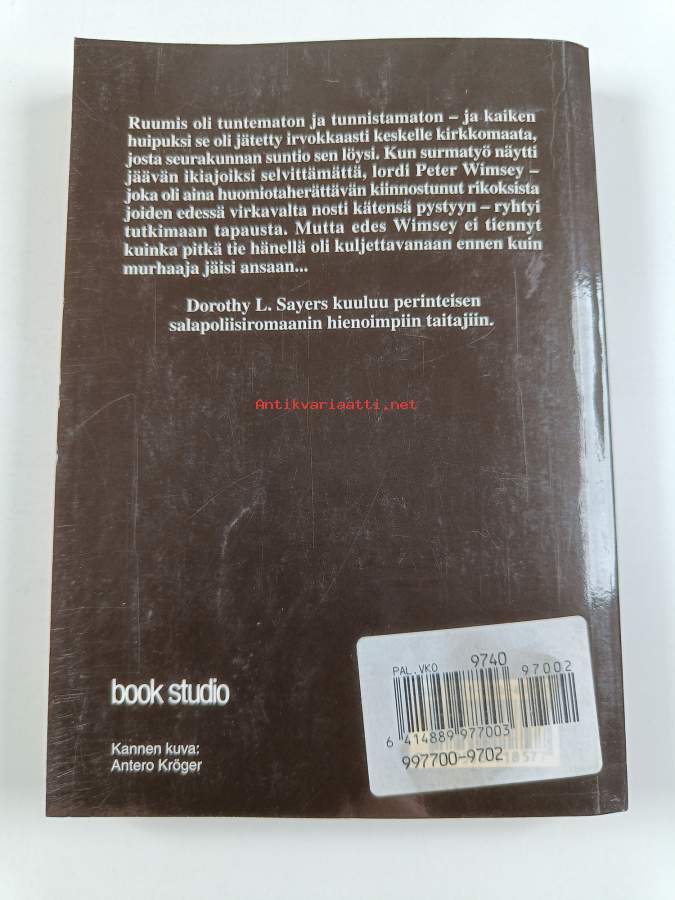 Ruumis oli tuntematon ja tunnistamaton – ja kaiken
huipuksi se oli jätetty irvokkaasti keskelle kirkkomaata,
josta seurakunnan suntio sen löysi. Kun surmatyö näytti
jäävän ikiajoiksi selvittämättä, lordi Peter Wimsey –
joka oli aina huomiotaherättävän kiinnostunut rikoksista
joiden edessä virkavalta nosti kätensä pystyyn – ryhtyi
tutkimaan tapausta. Mutta edes Wimsey ei tiennyt
kuinka pitkä tie hänellä oli kuljettavanaan ennen kuin
murhaaja jäisi ansaan...
Dorothy L. Sayers kuuluu perinteisen
salapoliisiromaanin hienoimpiin taitajiin.
Antikvariaatti.net
book studio
Kannen kuva:
Antero Kröger
PAL.VKO 9740 97002
6 414889 977003
997700-9702